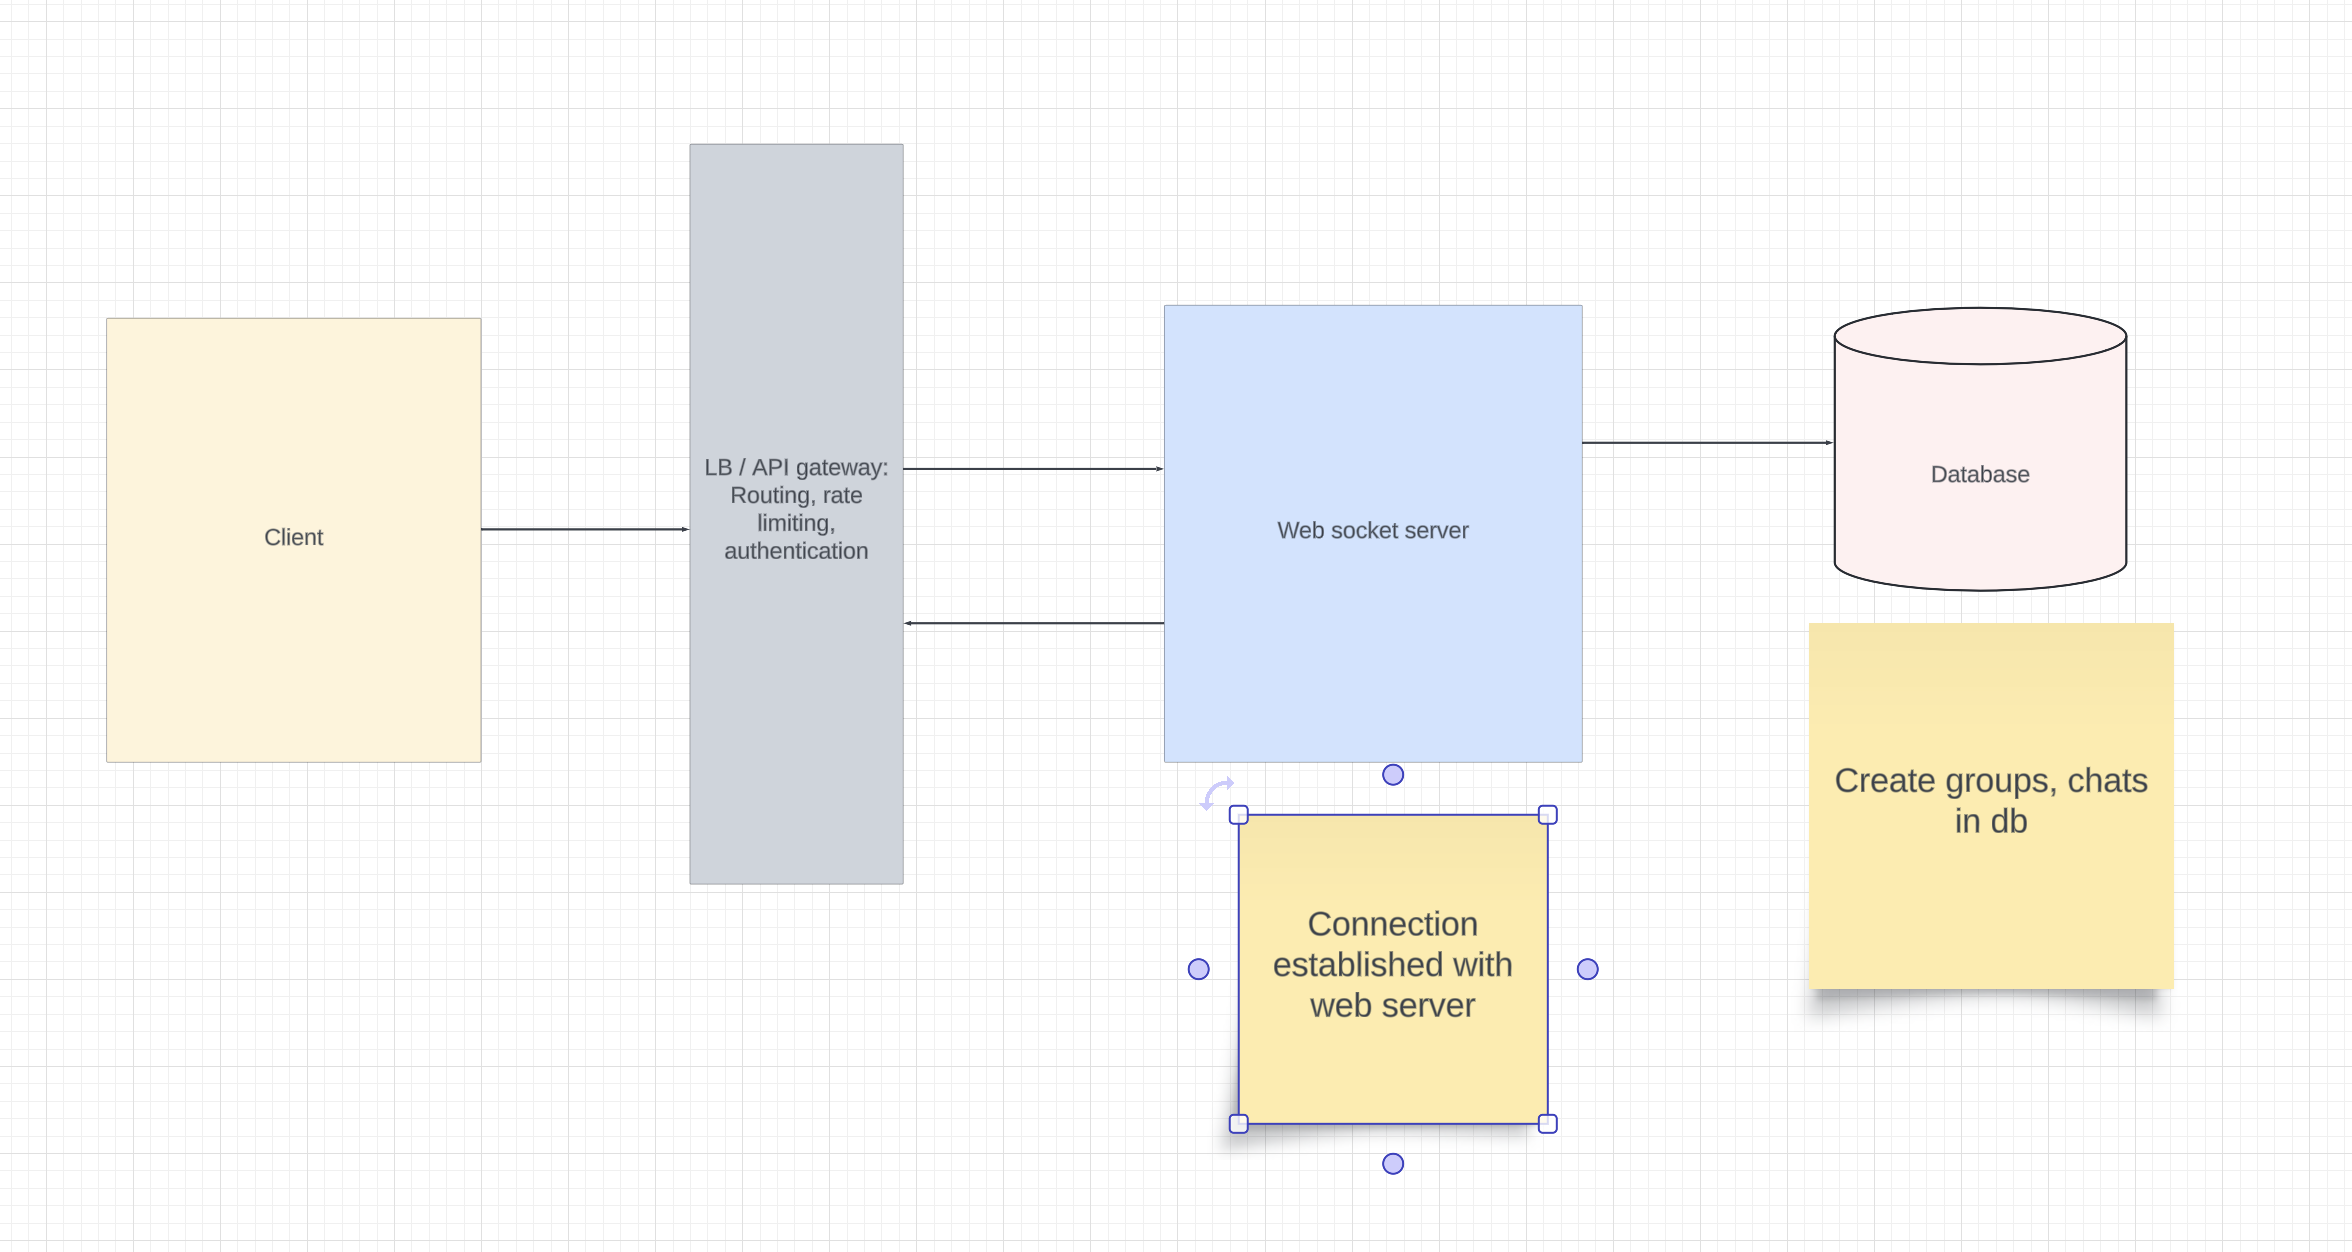 Client
LB / API gateway:
Routing, rate
limiting,
authentication
Web socket server
Database
Connection
established with
web server
Create groups, chats
in db